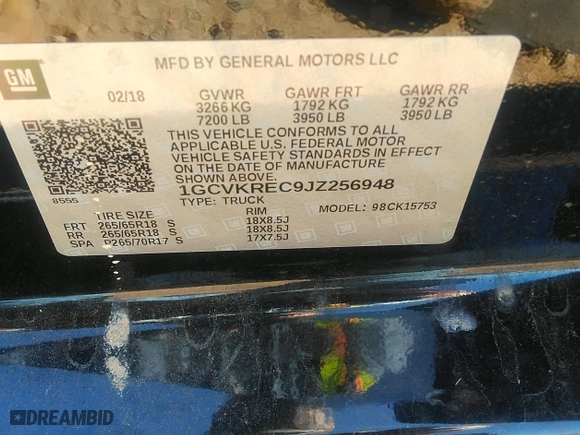 GM
MFD BY GENERAL MOTORS LLC
02/18
GVWR GAWR FRT GAWR RR
3266 KG 1792 KG 1792 KG
7200 LB 3950 LB 3950 LB
THIS VEHICLE CONFORMS TO ALL
APPLICABLE U.S. FEDERAL MOTOR
VEHICLE SAFETY STANDARDS IN EFFECT
ON THE DATE OF MANUFACTURE
SHOWN ABOVE.
8555 1GCVKREC9JZ256948
TYPE: TRUCK MODEL: 98CK15753
TIRE SIZE RIM
FRT 265/65R18 S 18X8.5J
RR 265/65R18 S 18X8.5J
SPA P265/70R17 S 17X7.5J
DREAMBID